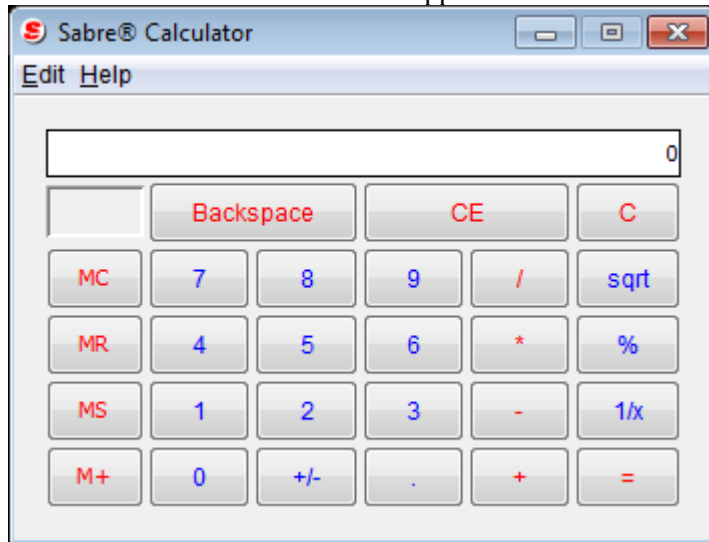 Sabre® Calculator
Edit Help
0
Backspace CE C
MC 7 8 9 / sqrt
MR 4 5 6 * %
MS 1 2 3 - 1/x
M+ 0 +/- . + =